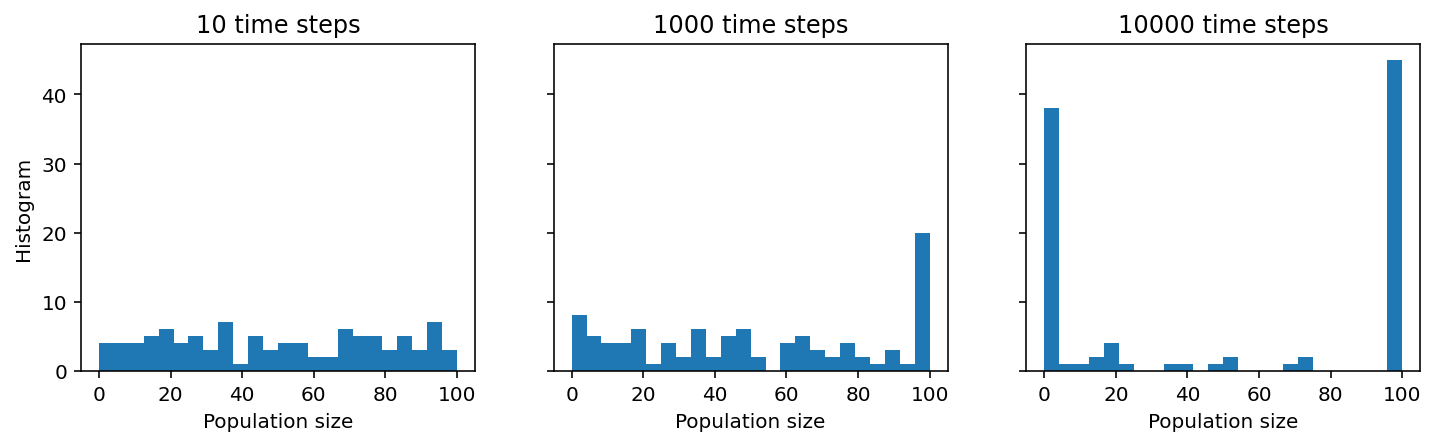 10 time steps
1000 time steps
10000 time steps
Histogram
40
30
20
10
0
0 20 40 60 80 100
0 20 40 60 80 100
0 20 40 60 80 100
Population size
Population size
Population size